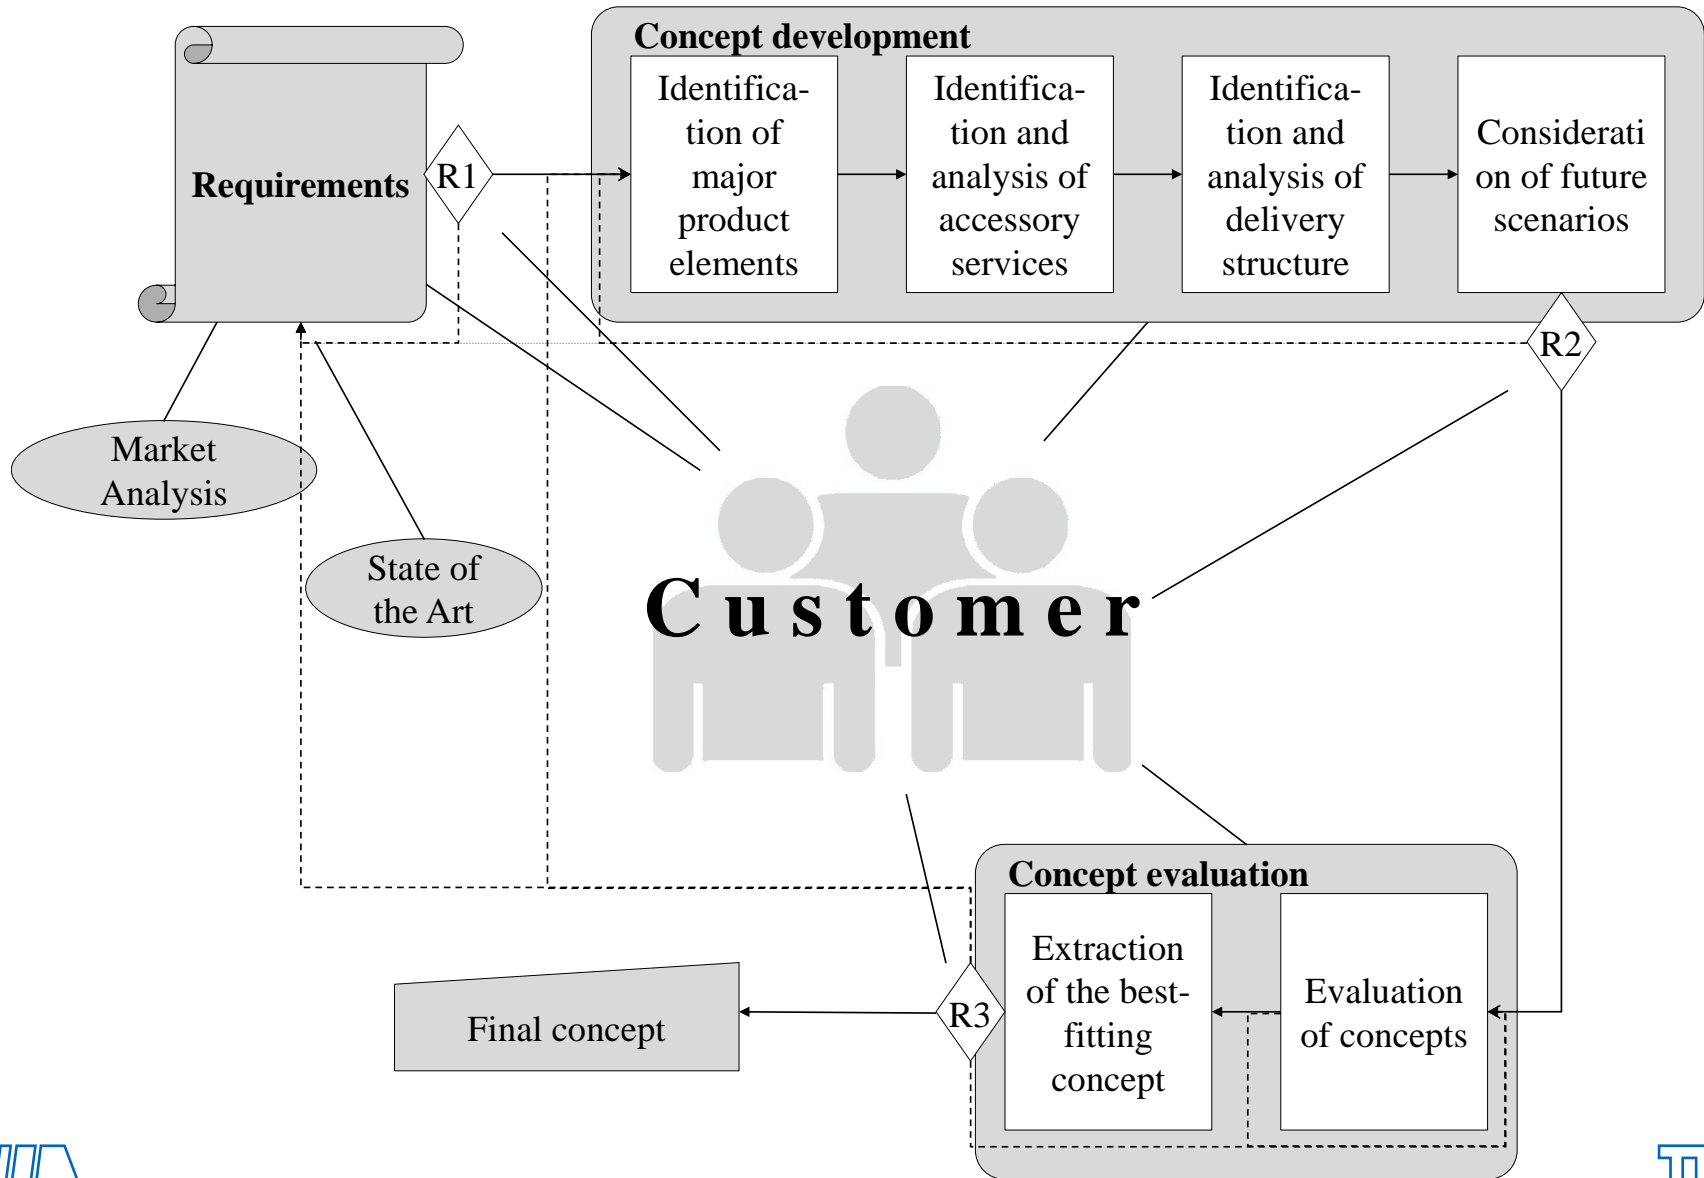 Concept development
Requirements
R1
Identifica-
tion of
major
product
elements
Identifica-
tion and
analysis of
accessory
services
Identifica-
tion and
analysis of
delivery
structure
Considerati
on of future
scenarios
R2
Market
Analysis
State of
the Art
Customer
Concept evaluation
Extraction
of the best-
fitting
concept
Evaluation
of concepts
R3
Final concept